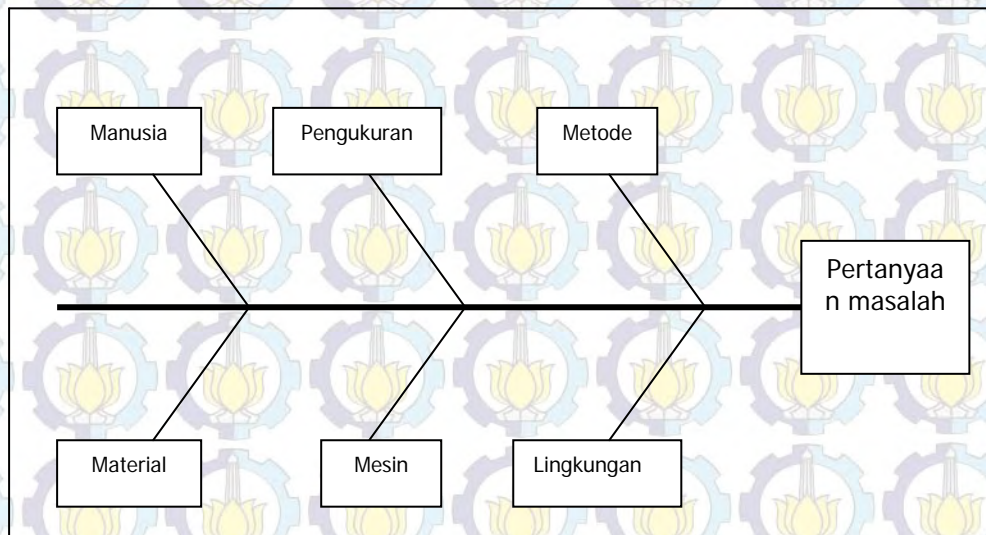 Manusia
Pengukuran
Metode
Pertanyaa
n masalah
Material
Mesin
Lingkungan